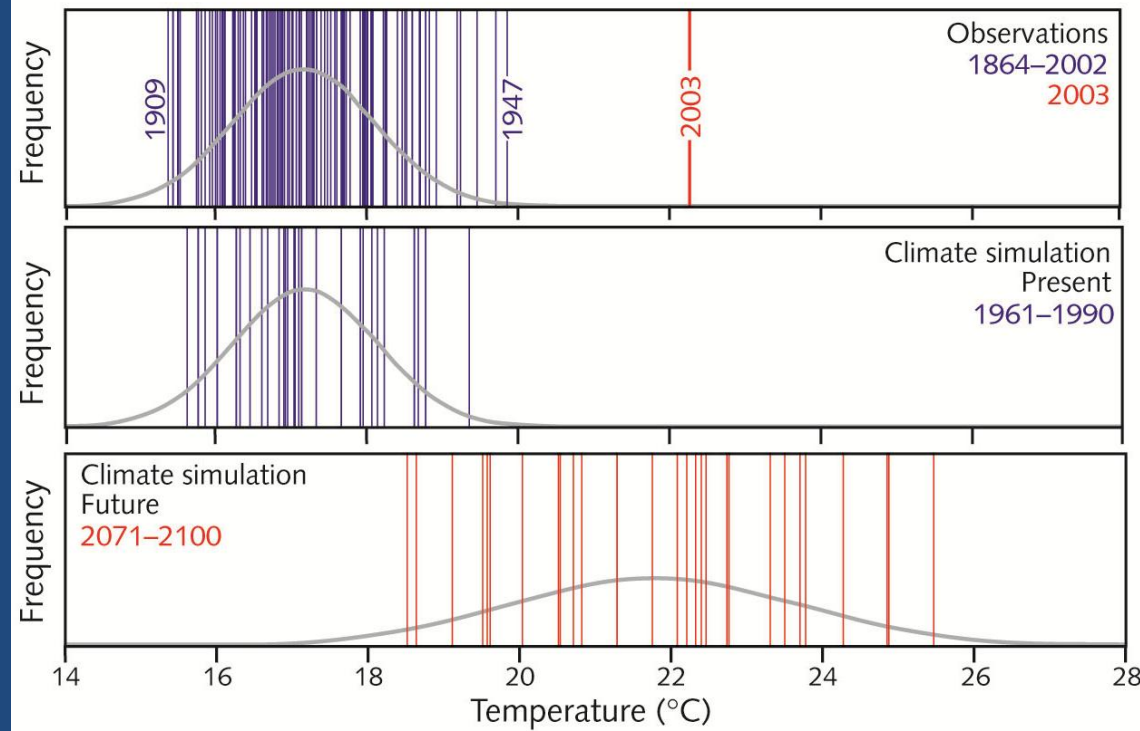 Frequency
1909
1947
2003
Observations
1864–2002
2003
Frequency
Climate simulation
Present
1961–1990
Frequency
Climate simulation
Future
2071–2100
14 16 18 20 22 24 26 28
Temperature (°C)